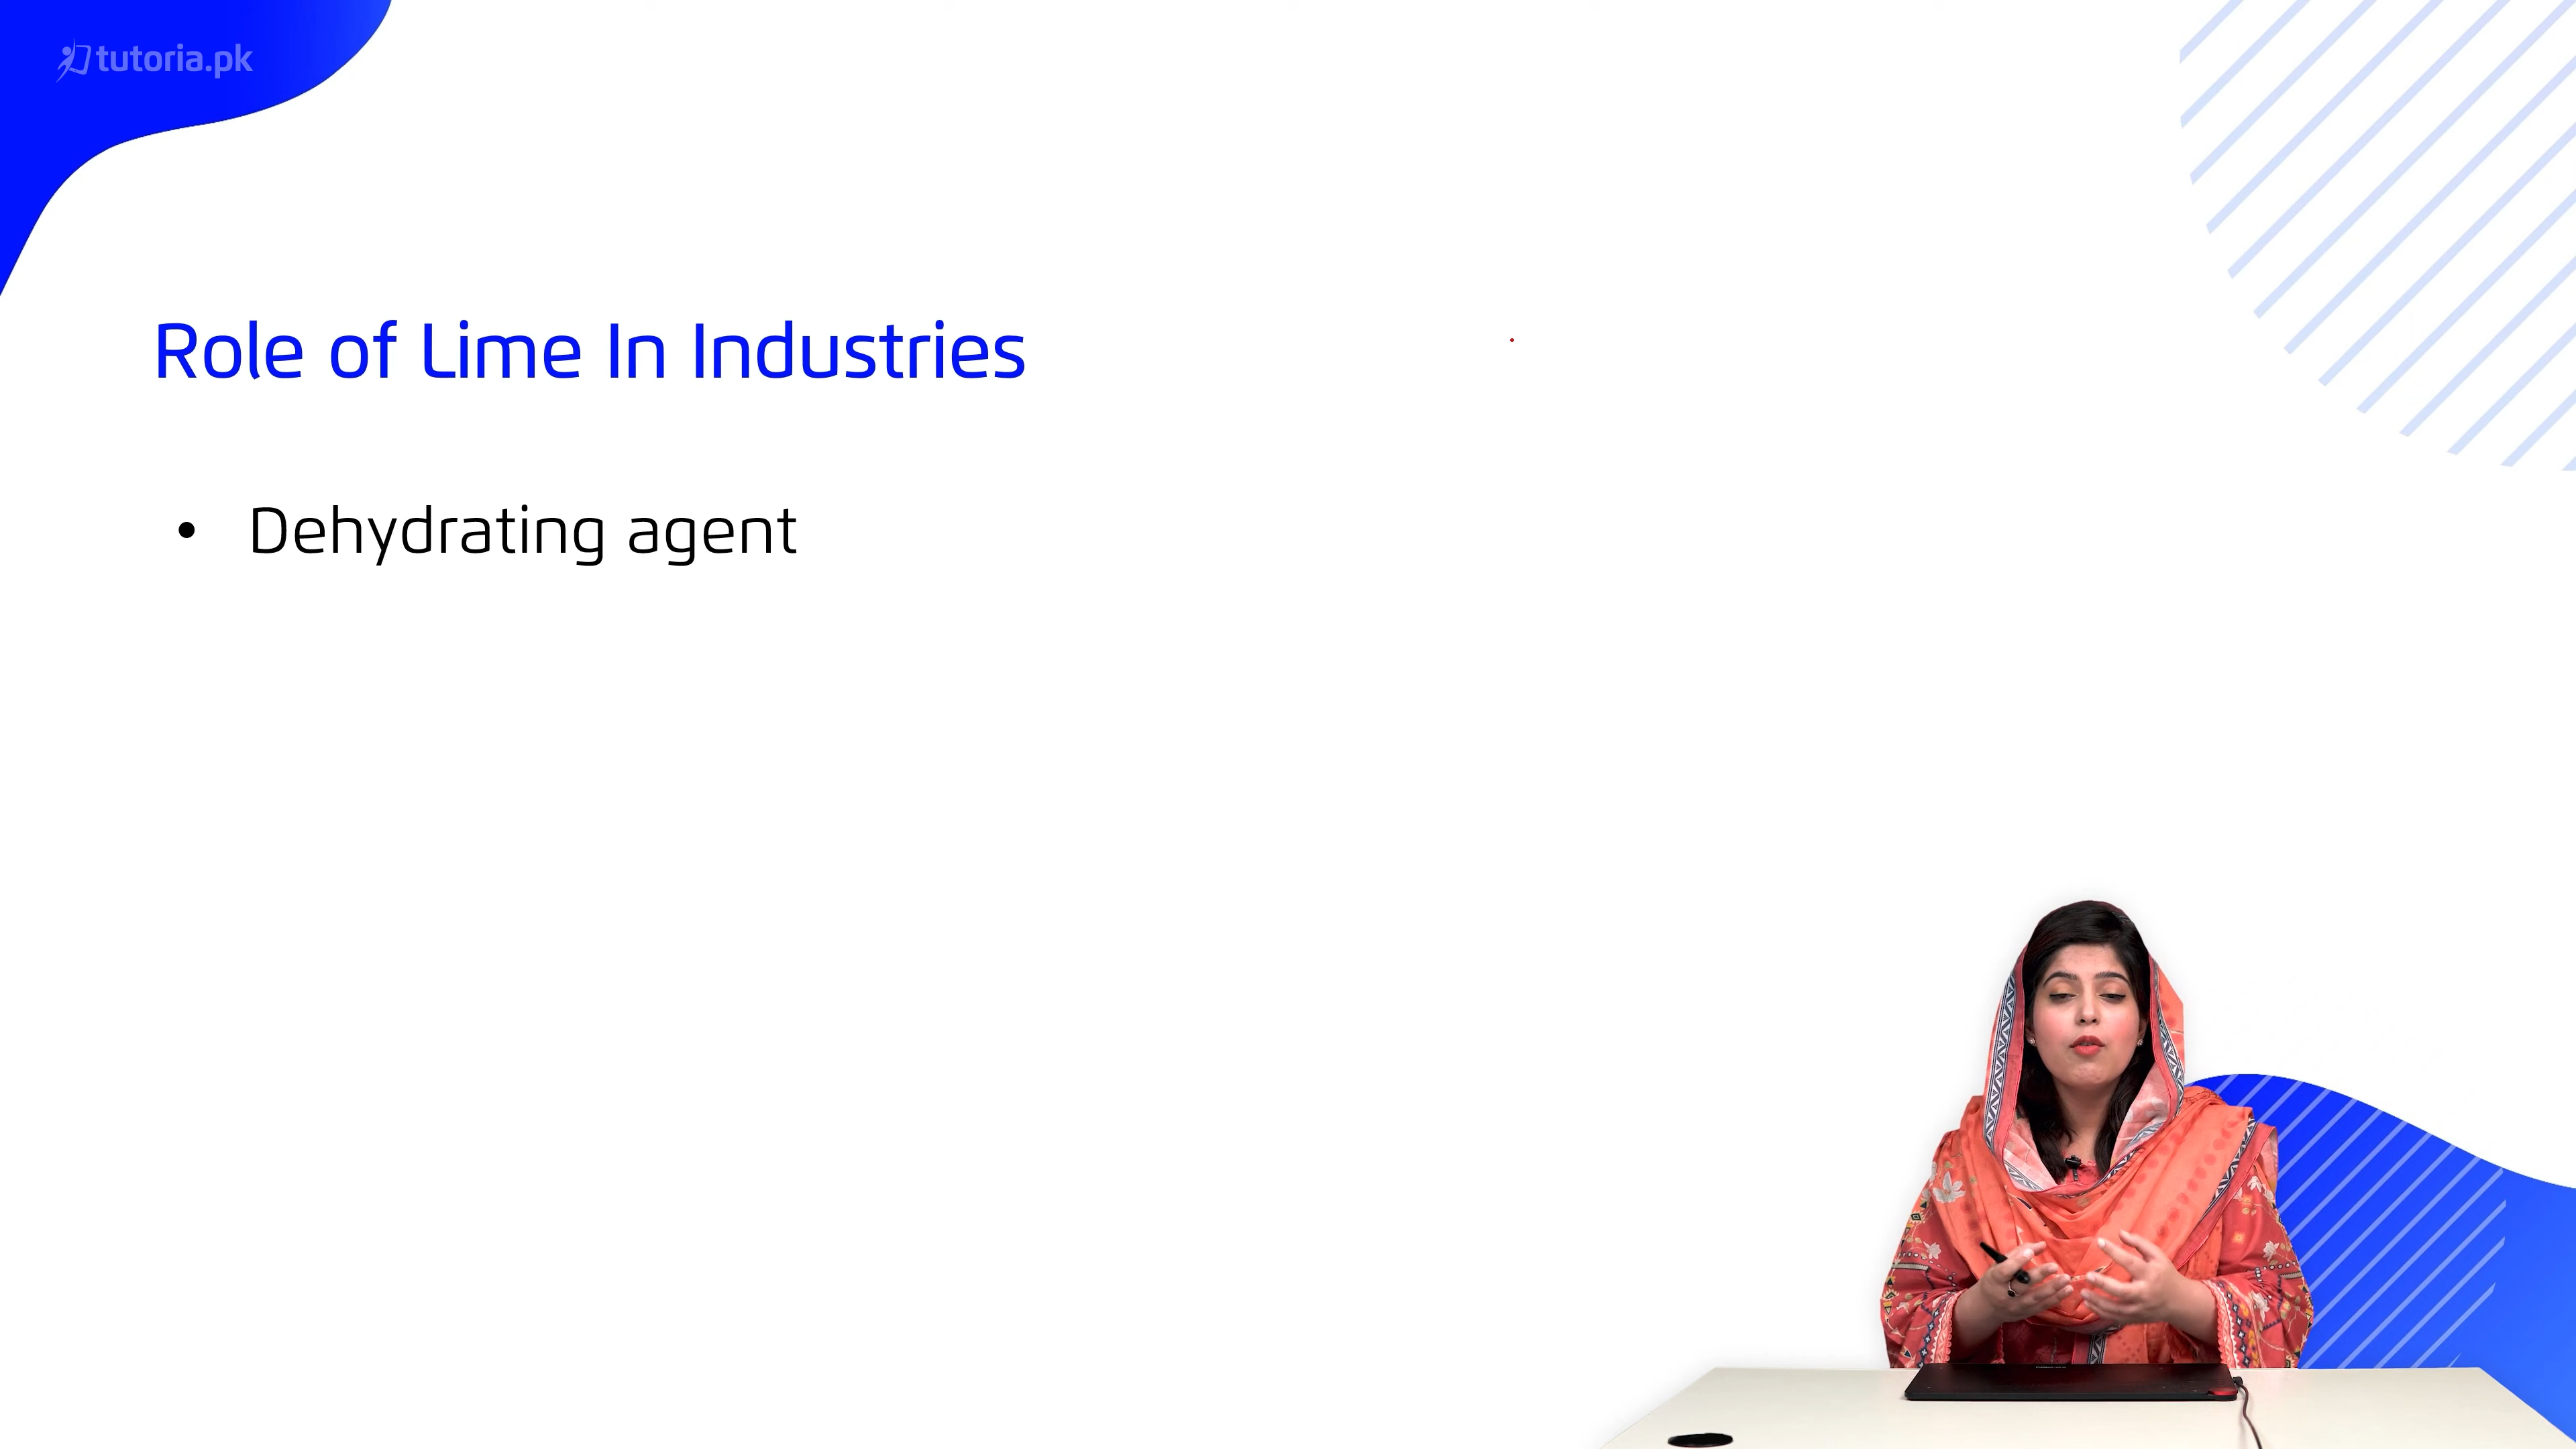 tutoria.pk
Role of Lime In Industries
• Dehydrating agent